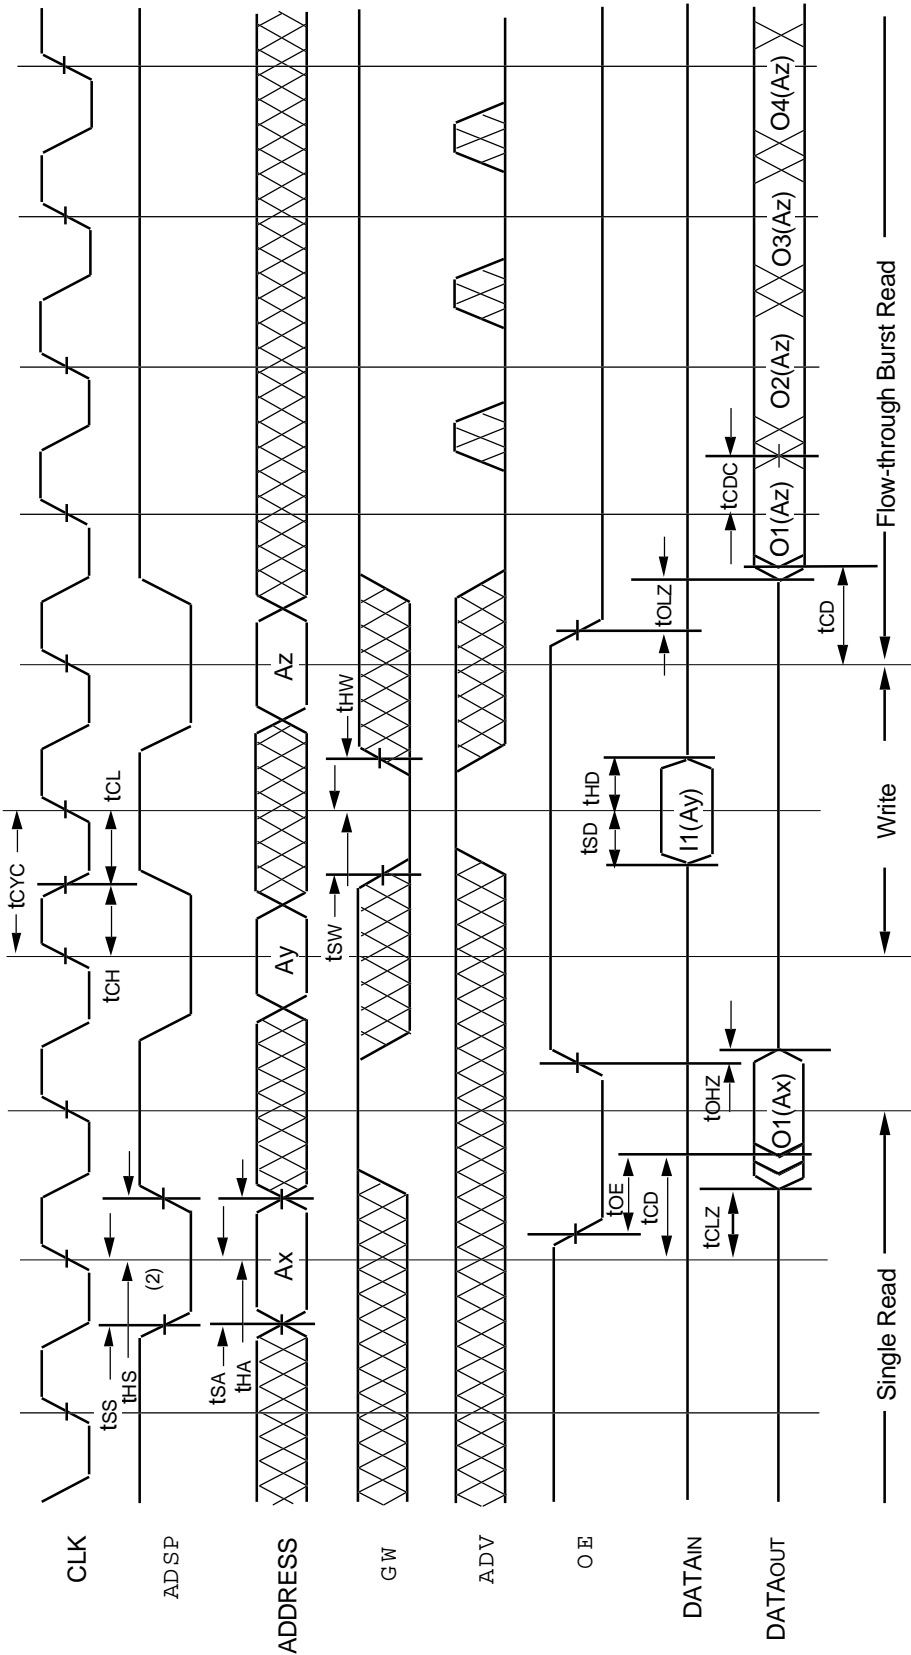 tCYC
tCH
tCL
CLK
tSS
tHS
(2)
ADSP
tSA
tHA
ADDRESS
Ax
Ay
Az
tSW
tHW
GW
ADV
OE
tOE
tOHZ
tOLZ
tSD
tHD
DATAIN
I1(Ay)
tCD
tCLZ
tCDC
DATAOUT
O1(Ax)
O1(Az)
O2(Az)
O3(Az)
O4(Az)
tCD
Single Read
Write
Flow-through Burst Read